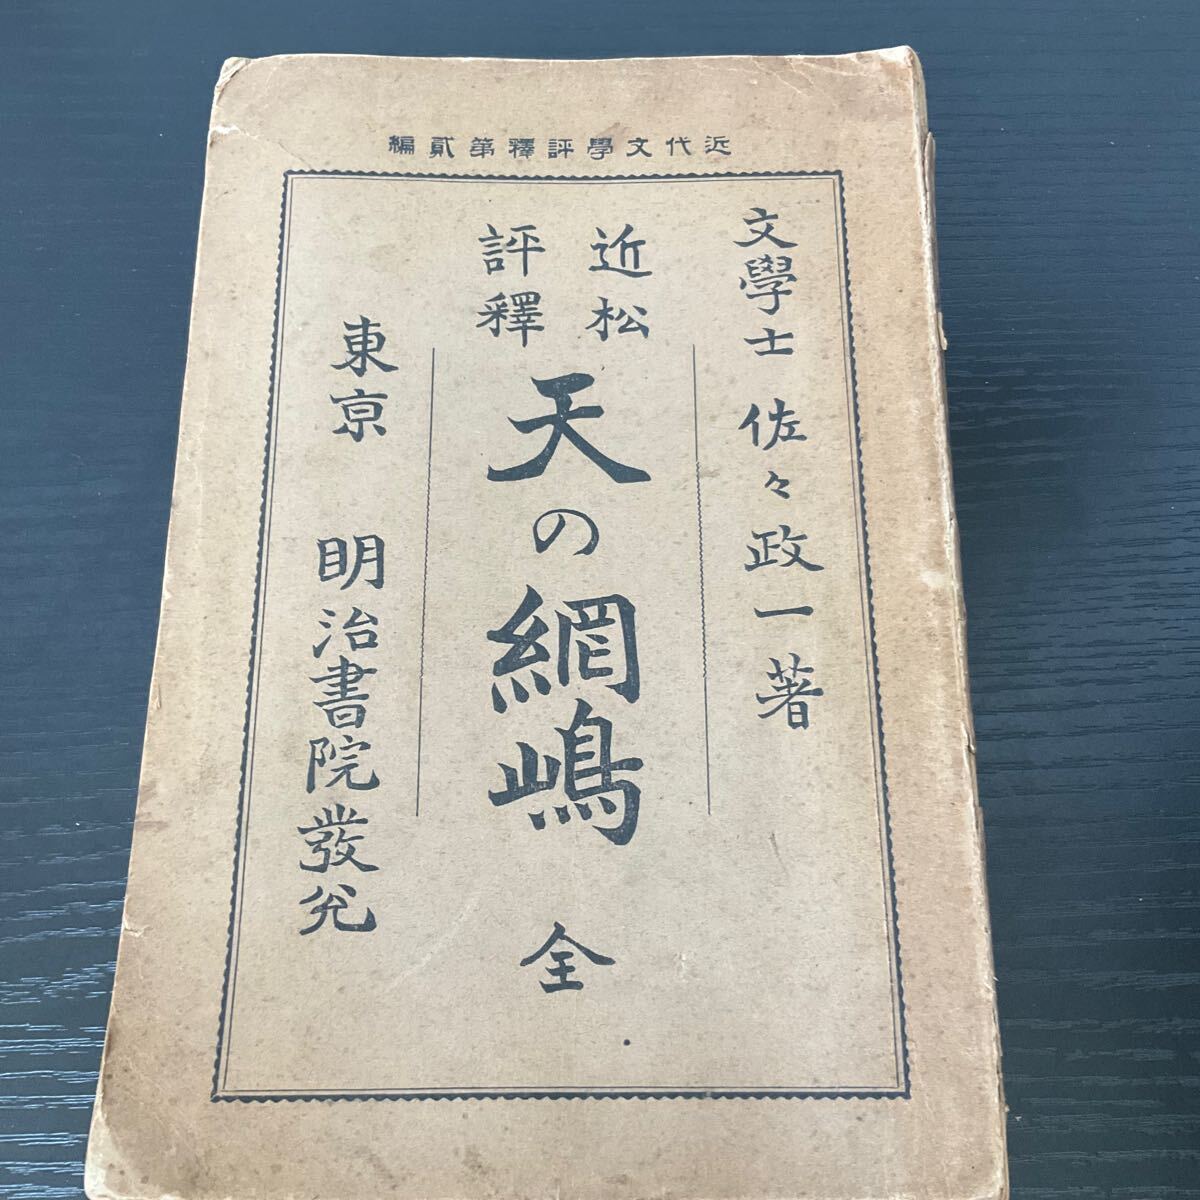 近代文學評釋第貳編
文學士 佐々政一著
近松
評釋
天の網嶋 全
東京 明治書院發兌